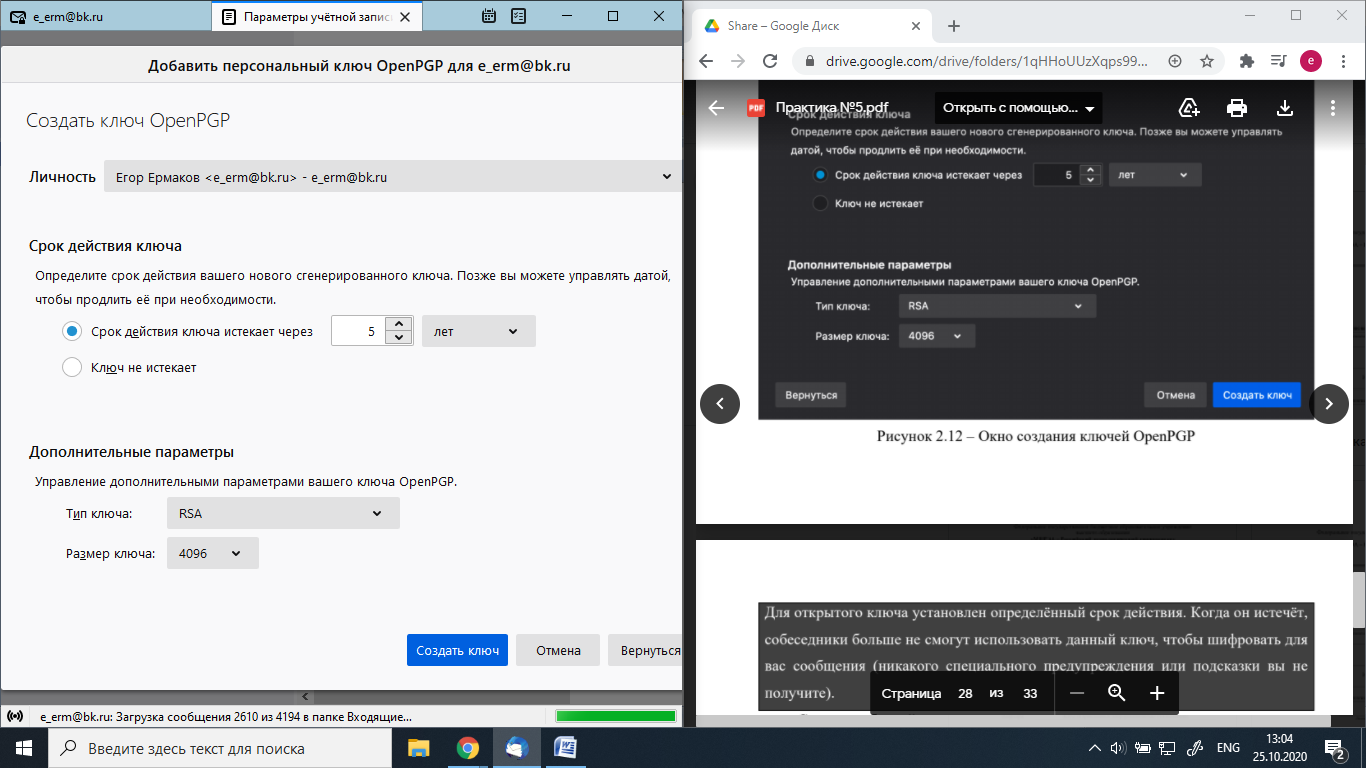 e_erm@bk.ru
Параметры учётной запис
Добавить персональный ключ OpenPGP для e_erm@bk.ru
Создать ключ OpenPGP
Личность
Егор Ермаков <e_erm@bk.ru> - e_erm@bk.ru
Срок действия ключа
Определите срок действия вашего нового сгенерированного ключа. Позже вы можете управлять датой,
чтобы продлить её при необходимости.
Срок действия ключа истекает через 5 лет
Ключ не истекает
Дополнительные параметры
Управление дополнительными параметрами вашего ключа OpenPGP.
Тип ключа: RSA
Размер ключа: 4096
Создать ключ Отмена Вернуться
e_erm@bk.ru: Загрузка сообщения 2610 из 4194 в папке Входящие...
Share – Google Диск
drive.google.com/drive/folders/1qHHoUUzXqps99...
e
PDF
Практика №5.pdf
Открыть с помощью...
Срок действия ключа
Определите срок действия вашего нового сгенерированного ключа. Позже вы можете управлять
датой, чтобы продлить её при необходимости.
Срок действия ключа истекает через 5 лет
Ключ не истекает
Дополнительные параметры
Управление дополнительными параметрами вашего ключа OpenPGP.
Тип ключа: RSA
Размер ключа: 4096
Вернуться Отмена Создать ключ
Рисунок 2.12 – Окно создания ключей OpenPGP
Для открытого ключа установлен определённый срок действия. Когда он истечёт,
собеседники больше не смогут использовать данный ключ, чтобы шифровать для
вас сообщения (никакого специального предупреждения или подсказки вы не
получите).
Страница 28 из 33
Введите здесь текст для поиска
ENG
13:04
25.10.2020
2